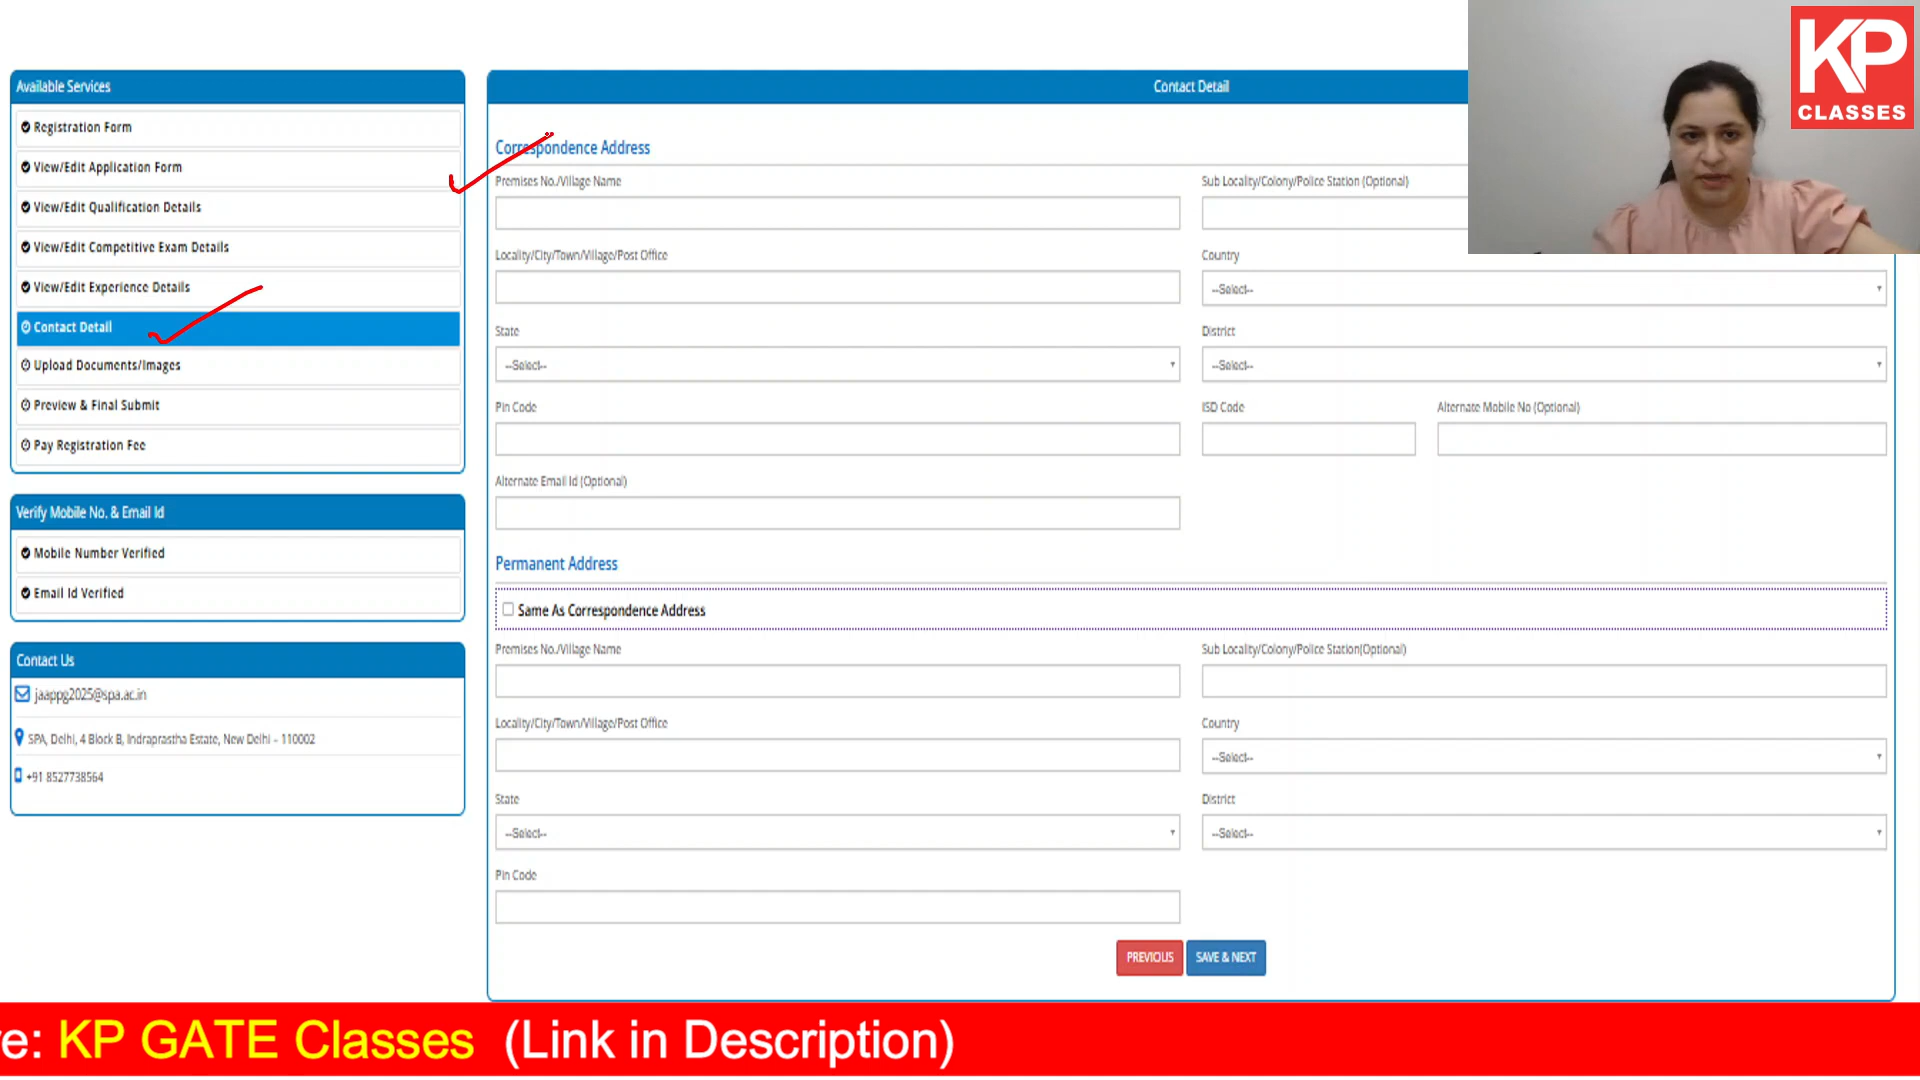 KP
CLASSES
Available Services
Registration Form
View/Edit Application Form
View/Edit Qualification Details
View/Edit Competitive Exam Details
View/Edit Experience Details
Contact Detail
Upload Documents/Images
Preview & Final Submit
Pay Registration Fee
Verify Mobile No. & Email Id
Mobile Number Verified
Email Id Verified
Contact Us
jaappg2025@spa.ac.in
SPA, Delhi, 4 Block B, Indraprastha Estate, New Delhi – 110002
+91 8527738564
Contact Detail
Correspondence Address
Premises No./Village Name
Sub Locality/Colony/Police Station (Optional)
Locality/City/Town/Village/Post Office
Country
--Select--
State
District
--Select--
--Select--
Pin Code
ISD Code
Alternate Mobile No (Optional)
Alternate Email Id (Optional)
Permanent Address
Same As Correspondence Address
Premises No./Village Name
Sub Locality/Colony/Police Station(Optional)
Locality/City/Town/Village/Post Office
Country
--Select--
State
District
--Select--
--Select--
Pin Code
PREVIOUS
SAVE & NEXT
e: KP GATE Classes (Link in Description)